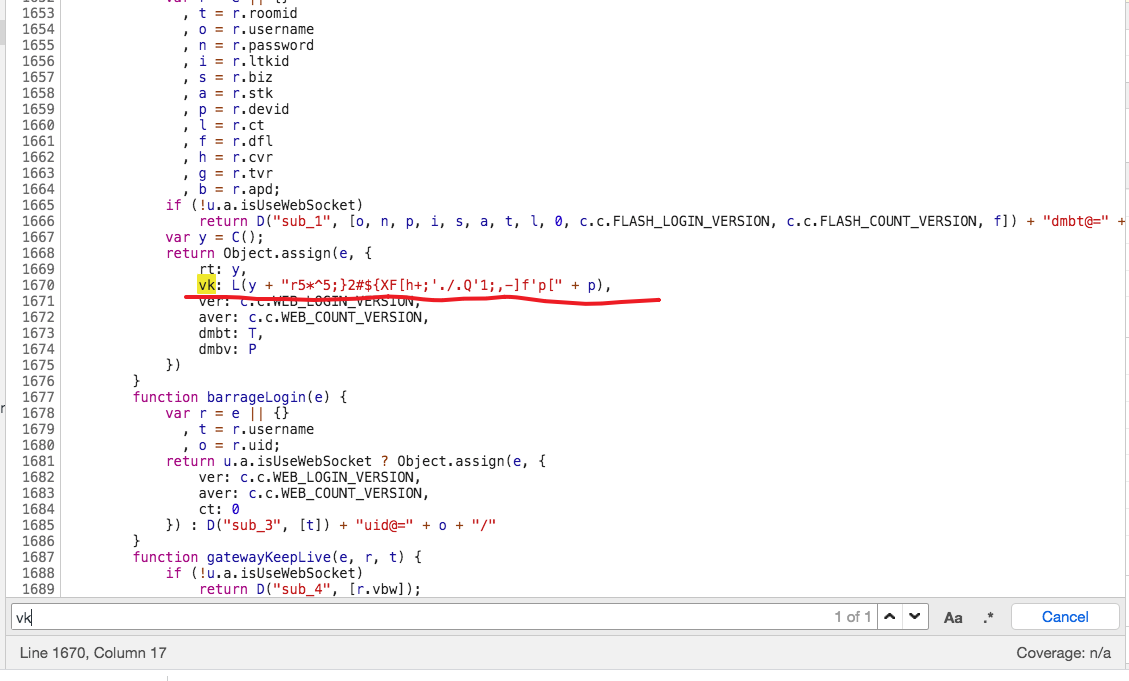 1652 var r = e || {}
1653 , t = r.roomid
1654 , o = r.username
1655 , n = r.password
1656 , i = r.ltkid
1657 , s = r.biz
1658 , a = r.stk
1659 , p = r.devid
1660 , l = r.ct
1661 , f = r.dfl
1662 , h = r.cvr
1663 , g = r.tvr
1664 , b = r.apd;
1665 if (!u.a.isUseWebSocket)
1666 return D("sub_1", [o, n, p, i, s, a, t, l, 0, c.c.FLASH_LOGIN_VERSION, c.c.FLASH_COUNT_VERSION, f]) + "dmbt@=" +
1667 var y = C();
1668 return Object.assign(e, {
1669 rt: y,
1670 vk: L(y + "r5*^5;}2#${XF[h+;'./.Q'1;,-]f'p[" + p),
1671 ver: c.c.WEB_LOGIN_VERSION,
1672 aver: c.c.WEB_COUNT_VERSION,
1673 dmbt: T,
1674 dmbv: P
1675 })
1676 }
1677 function barrageLogin(e) {
1678 var r = e || {}
1679 , t = r.username
1680 , o = r.uid;
1681 return u.a.isUseWebSocket ? Object.assign(e, {
1682 ver: c.c.WEB_LOGIN_VERSION,
1683 aver: c.c.WEB_COUNT_VERSION,
1684 ct: 0
1685 }) : D("sub_3", [t]) + "uid@=" + o + "/"
1686 }
1687 function gatewayKeepLive(e, r, t) {
1688 if (!u.a.isUseWebSocket)
1689 return D("sub_4", [r.vbw]);
vk 1 of 1 Aa .* Cancel
Line 1670, Column 17 Coverage: n/a